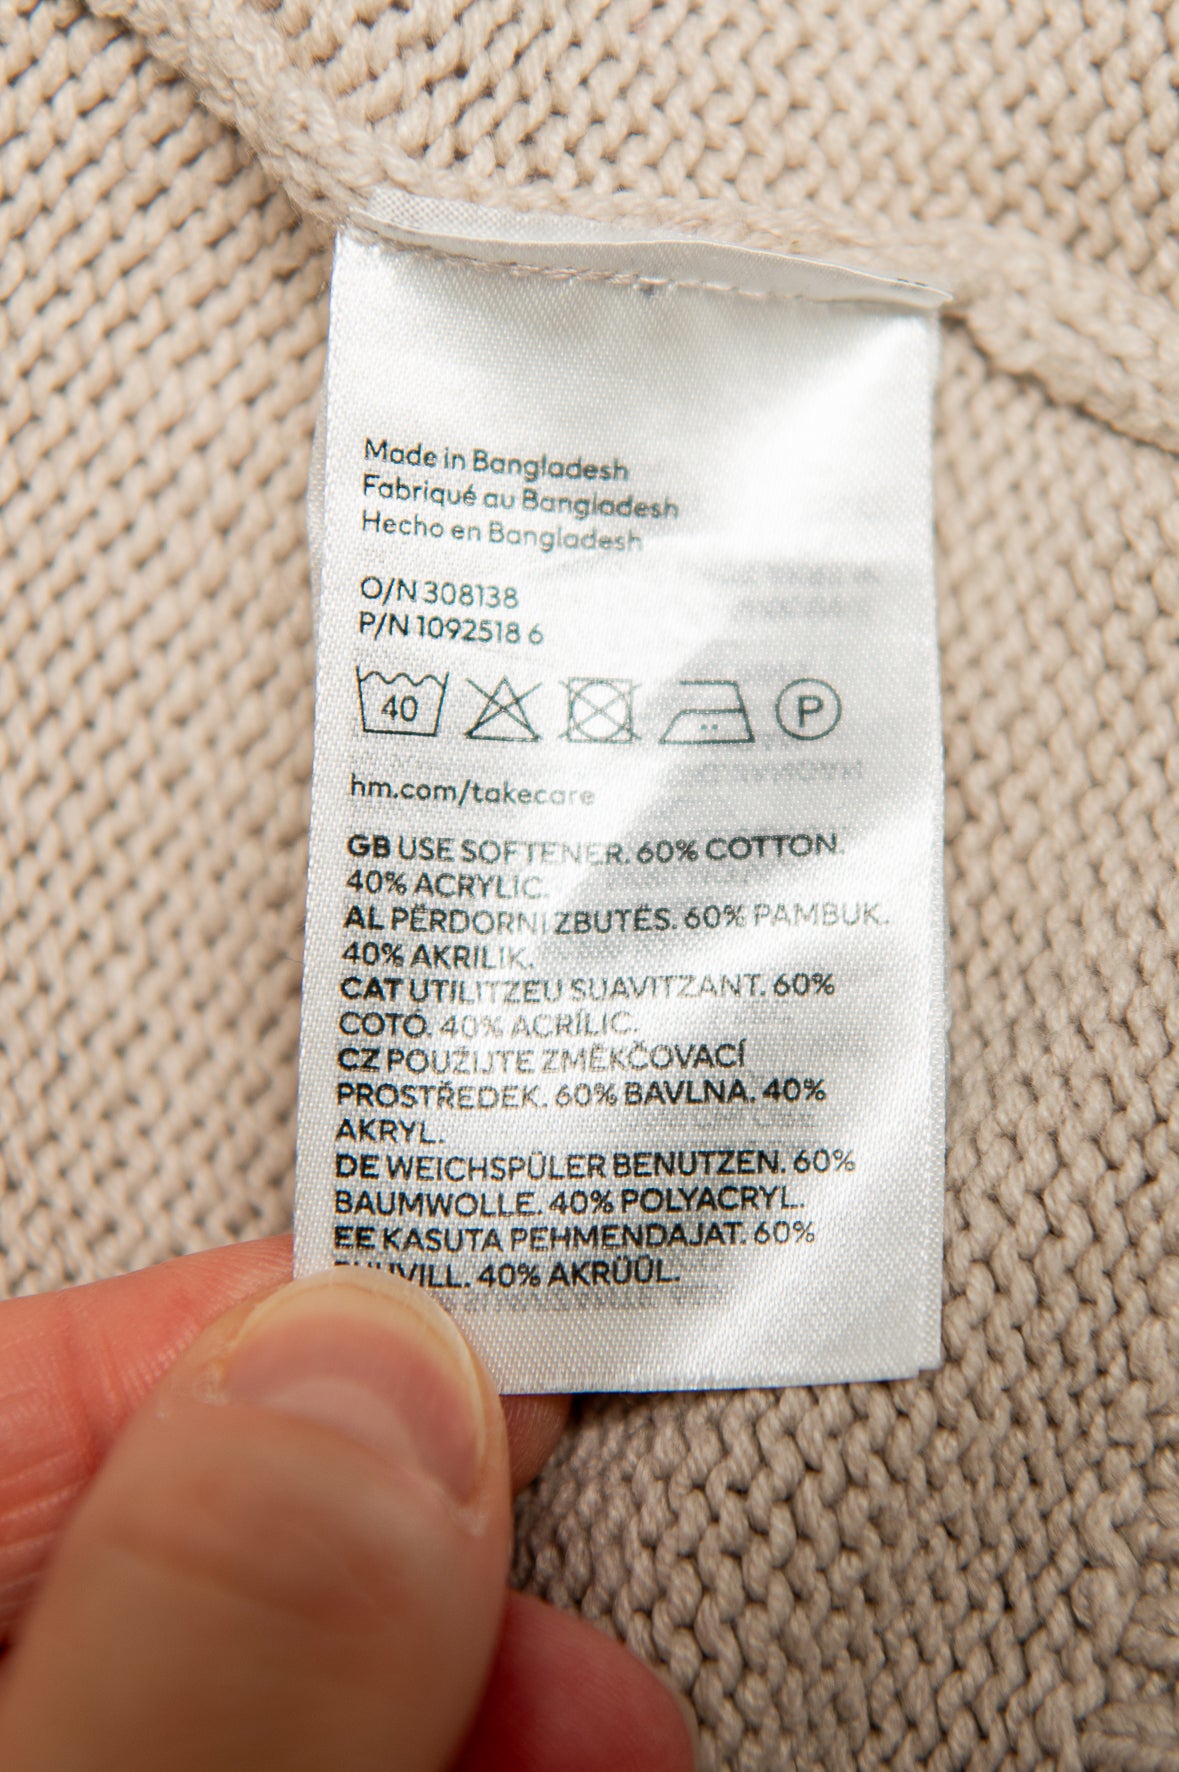 Made in Bangladesh
Fabriqué au Bangladesh
Hecho en Bangladesh
O/N 308138
P/N 1092518 6
40 P
hm.com/takecare
GB USE SOFTENER. 60% COTTON.
40% ACRYLIC.
AL PËRDORNI ZBUTËS. 60% PAMBUK.
40% AKRILIK.
CAT UTILITZEU SUAVITZANT. 60%
COTÓ. 40% ACRÍLIC.
CZ POUŽIJTE ZMĚKČOVACÍ
PROSTŘEDEK. 60% BAVLNA. 40%
AKRYL.
DE WEICHSPÜLER BENUTZEN. 60%
BAUMWOLLE. 40% POLYACRYL.
EE KASUTA PEHMENDAJAT. 60%
40% AKRÜÜL.